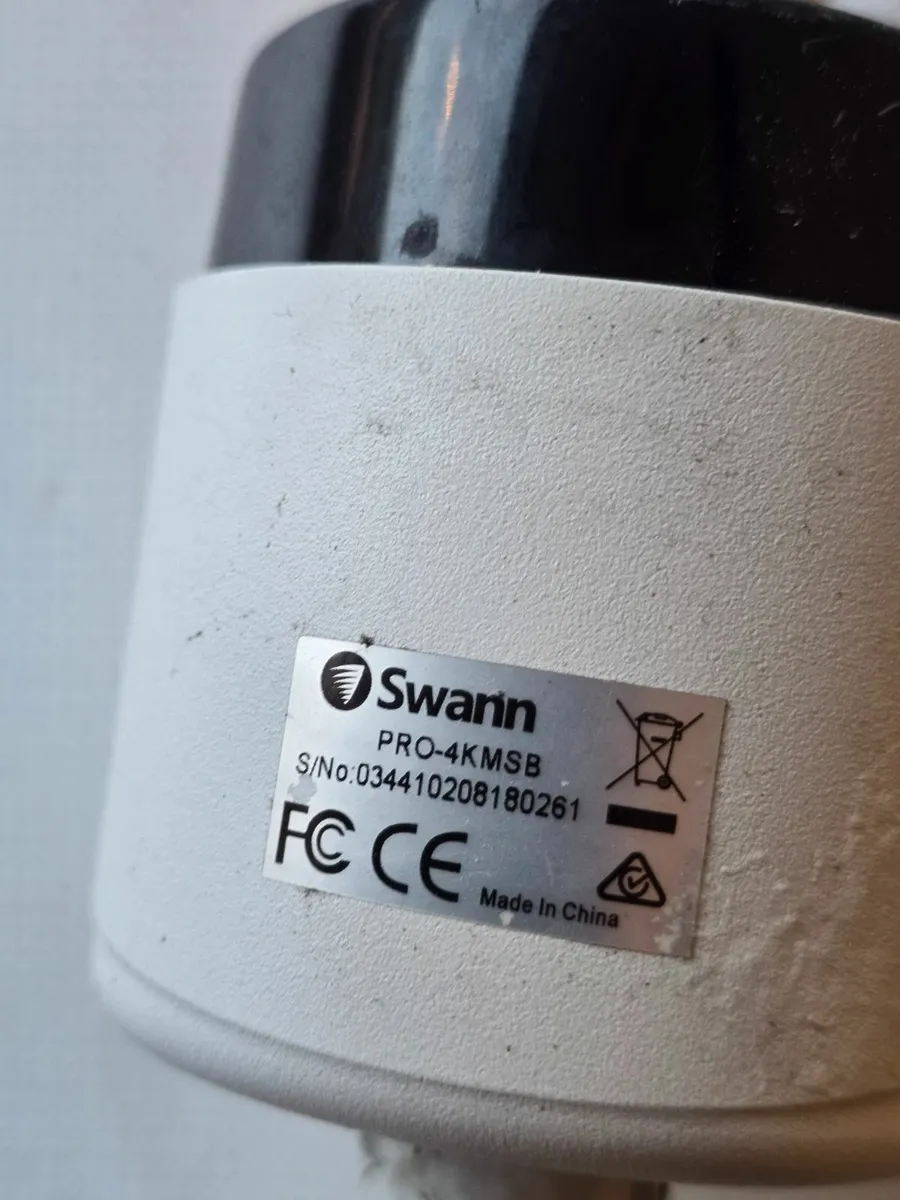 Swann
PRO-4KMSB
S/No:034410208180261
FC CE
Made In China